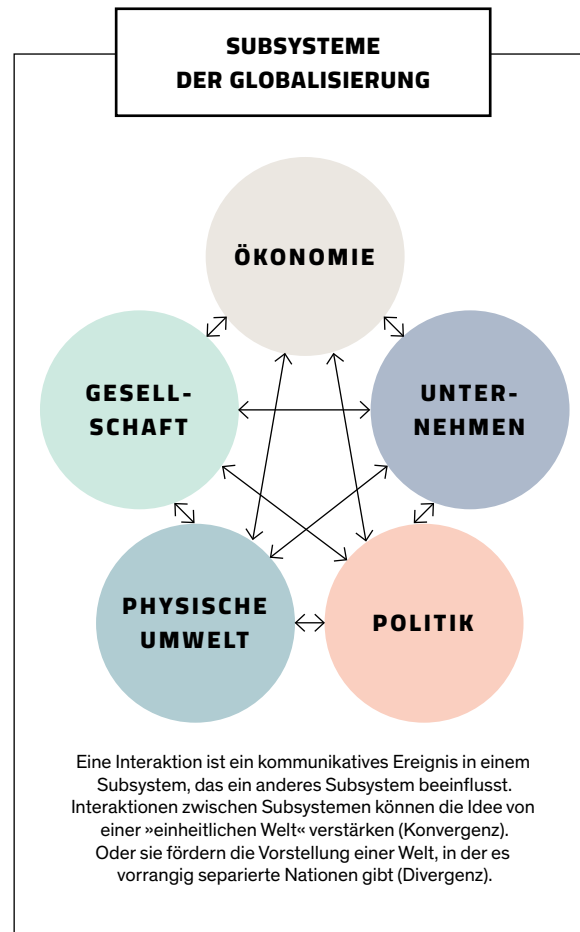 SUBSYSTEME
DER GLOBALISIERUNG
ÖKONOMIE
GESELL-
SCHAFT
UNTER-
NEHMEN
PHYSISCHE
UMWELT
POLITIK
Eine Interaktion ist ein kommunikatives Ereignis in einem
Subsystem, das ein anderes Subsystem beeinflusst.
Interaktionen zwischen Subsystemen können die Idee von
einer »einheitlichen Welt« verstärken (Konvergenz).
Oder sie fördern die Vorstellung einer Welt, in der es
vorrangig separierte Nationen gibt (Divergenz).